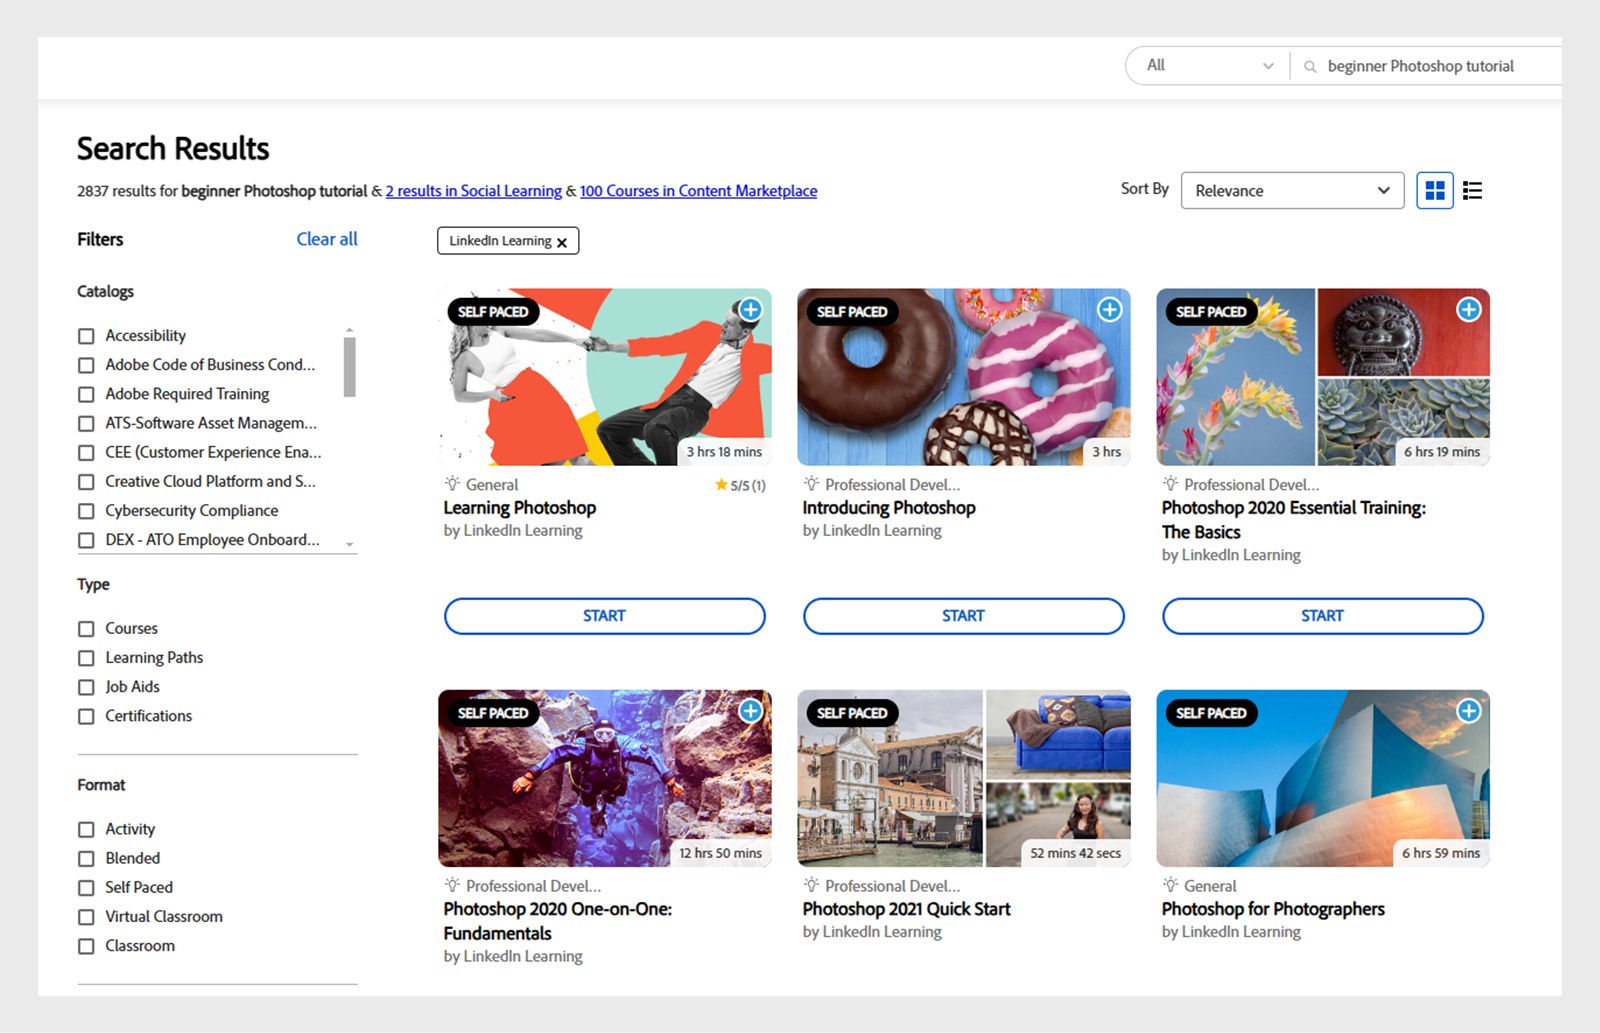 All
beginner Photoshop tutorial
Search Results
2837 results for beginner Photoshop tutorial & 2 results in Social Learning & 100 Courses in Content Marketplace
Sort By
Relevance
Filters
Clear all
LinkedIn Learning
Catalogs
Accessibility
Adobe Code of Business Cond...
Adobe Required Training
ATS-Software Asset Managem...
CEE (Customer Experience Ena...
Creative Cloud Platform and S...
Cybersecurity Compliance
DEX - ATO Employee Onboard...
Type
Courses
Learning Paths
Job Aids
Certifications
Format
Activity
Blended
Self Paced
Virtual Classroom
Classroom
SELF PACED
3 hrs 18 mins
General
5/5 (1)
Learning Photoshop
by LinkedIn Learning
START
SELF PACED
3 hrs
Professional Devel...
Introducing Photoshop
by LinkedIn Learning
START
SELF PACED
6 hrs 19 mins
Professional Devel...
Photoshop 2020 Essential Training:
The Basics
by LinkedIn Learning
START
SELF PACED
12 hrs 50 mins
Professional Devel...
Photoshop 2020 One-on-One:
Fundamentals
by LinkedIn Learning
SELF PACED
52 mins 42 secs
Professional Devel...
Photoshop 2021 Quick Start
by LinkedIn Learning
SELF PACED
6 hrs 59 mins
General
Photoshop for Photographers
by LinkedIn Learning